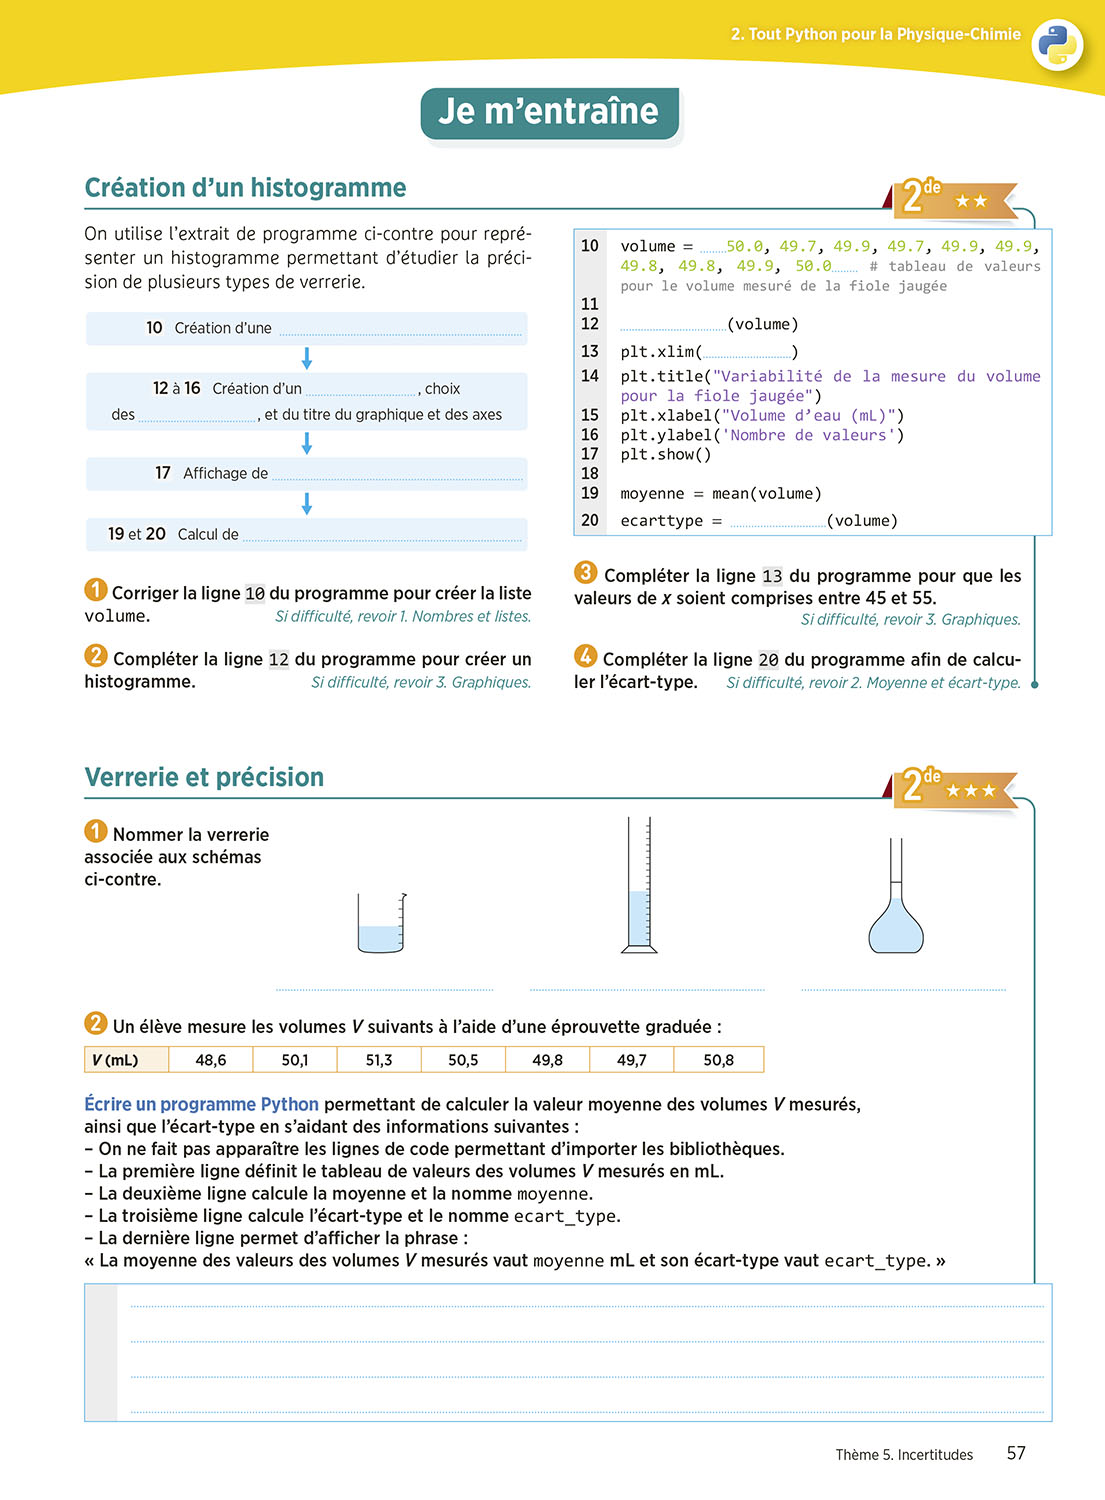 2. Tout Python pour la Physique-Chimie
Je m'entraîne
Création d'un histogramme
2de
On utilise l'extrait de programme ci-contre pour repré-
senter un histogramme permettant d'étudier la préci-
sion de plusieurs types de verrerie.
10 Création d'une
12 à 16 Création d'un , choix
des , et du titre du graphique et des axes
17 Affichage de
19 et 20 Calcul de
10 volume = 50.0, 49.7, 49.9, 49.7, 49.9, 49.9,
49.8, 49.8, 49.9, 50.0 # tableau de valeurs
pour le volume mesuré de la fiole jaugée
11
12 (volume)
13 plt.xlim( )
14 plt.title("Variabilité de la mesure du volume
pour la fiole jaugée")
15 plt.xlabel("Volume d'eau (mL)")
16 plt.ylabel('Nombre de valeurs')
17 plt.show()
18
19 moyenne = mean(volume)
20 ecarttype = (volume)
1 Corriger la ligne 10 du programme pour créer la liste
volume. Si difficulté, revoir 1. Nombres et listes.
2 Compléter la ligne 12 du programme pour créer un
histogramme. Si difficulté, revoir 3. Graphiques.
3 Compléter la ligne 13 du programme pour que les
valeurs de x soient comprises entre 45 et 55.
Si difficulté, revoir 3. Graphiques.
4 Compléter la ligne 20 du programme afin de calcu-
ler l'écart-type. Si difficulté, revoir 2. Moyenne et écart-type.
Verrerie et précision
2de
1 Nommer la verrerie
associée aux schémas
ci-contre.
2 Un élève mesure les volumes V suivants à l'aide d'une éprouvette graduée :
V (mL) 48,6 50,1 51,3 50,5 49,8 49,7 50,8
Écrire un programme Python permettant de calculer la valeur moyenne des volumes V mesurés,
ainsi que l'écart-type en s'aidant des informations suivantes :
– On ne fait pas apparaître les lignes de code permettant d'importer les bibliothèques.
– La première ligne définit le tableau de valeurs des volumes V mesurés en mL.
– La deuxième ligne calcule la moyenne et la nomme moyenne.
– La troisième ligne calcule l'écart-type et le nomme ecart_type.
– La dernière ligne permet d'afficher la phrase :
« La moyenne des valeurs des volumes V mesurés vaut moyenne mL et son écart-type vaut ecart_type. »
Thème 5. Incertitudes 57